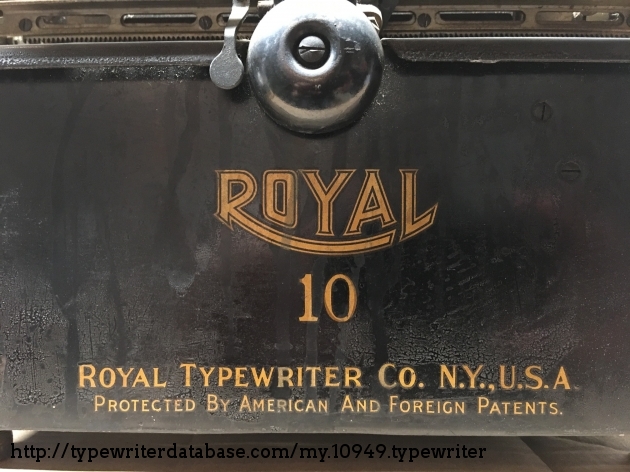 ROYAL
10
ROYAL TYPEWRITER CO. N.Y., U.S.A
PROTECTED BY AMERICAN AND FOREIGN PATENTS.
http://typewriterdatabase.com/my.10949.typewriter